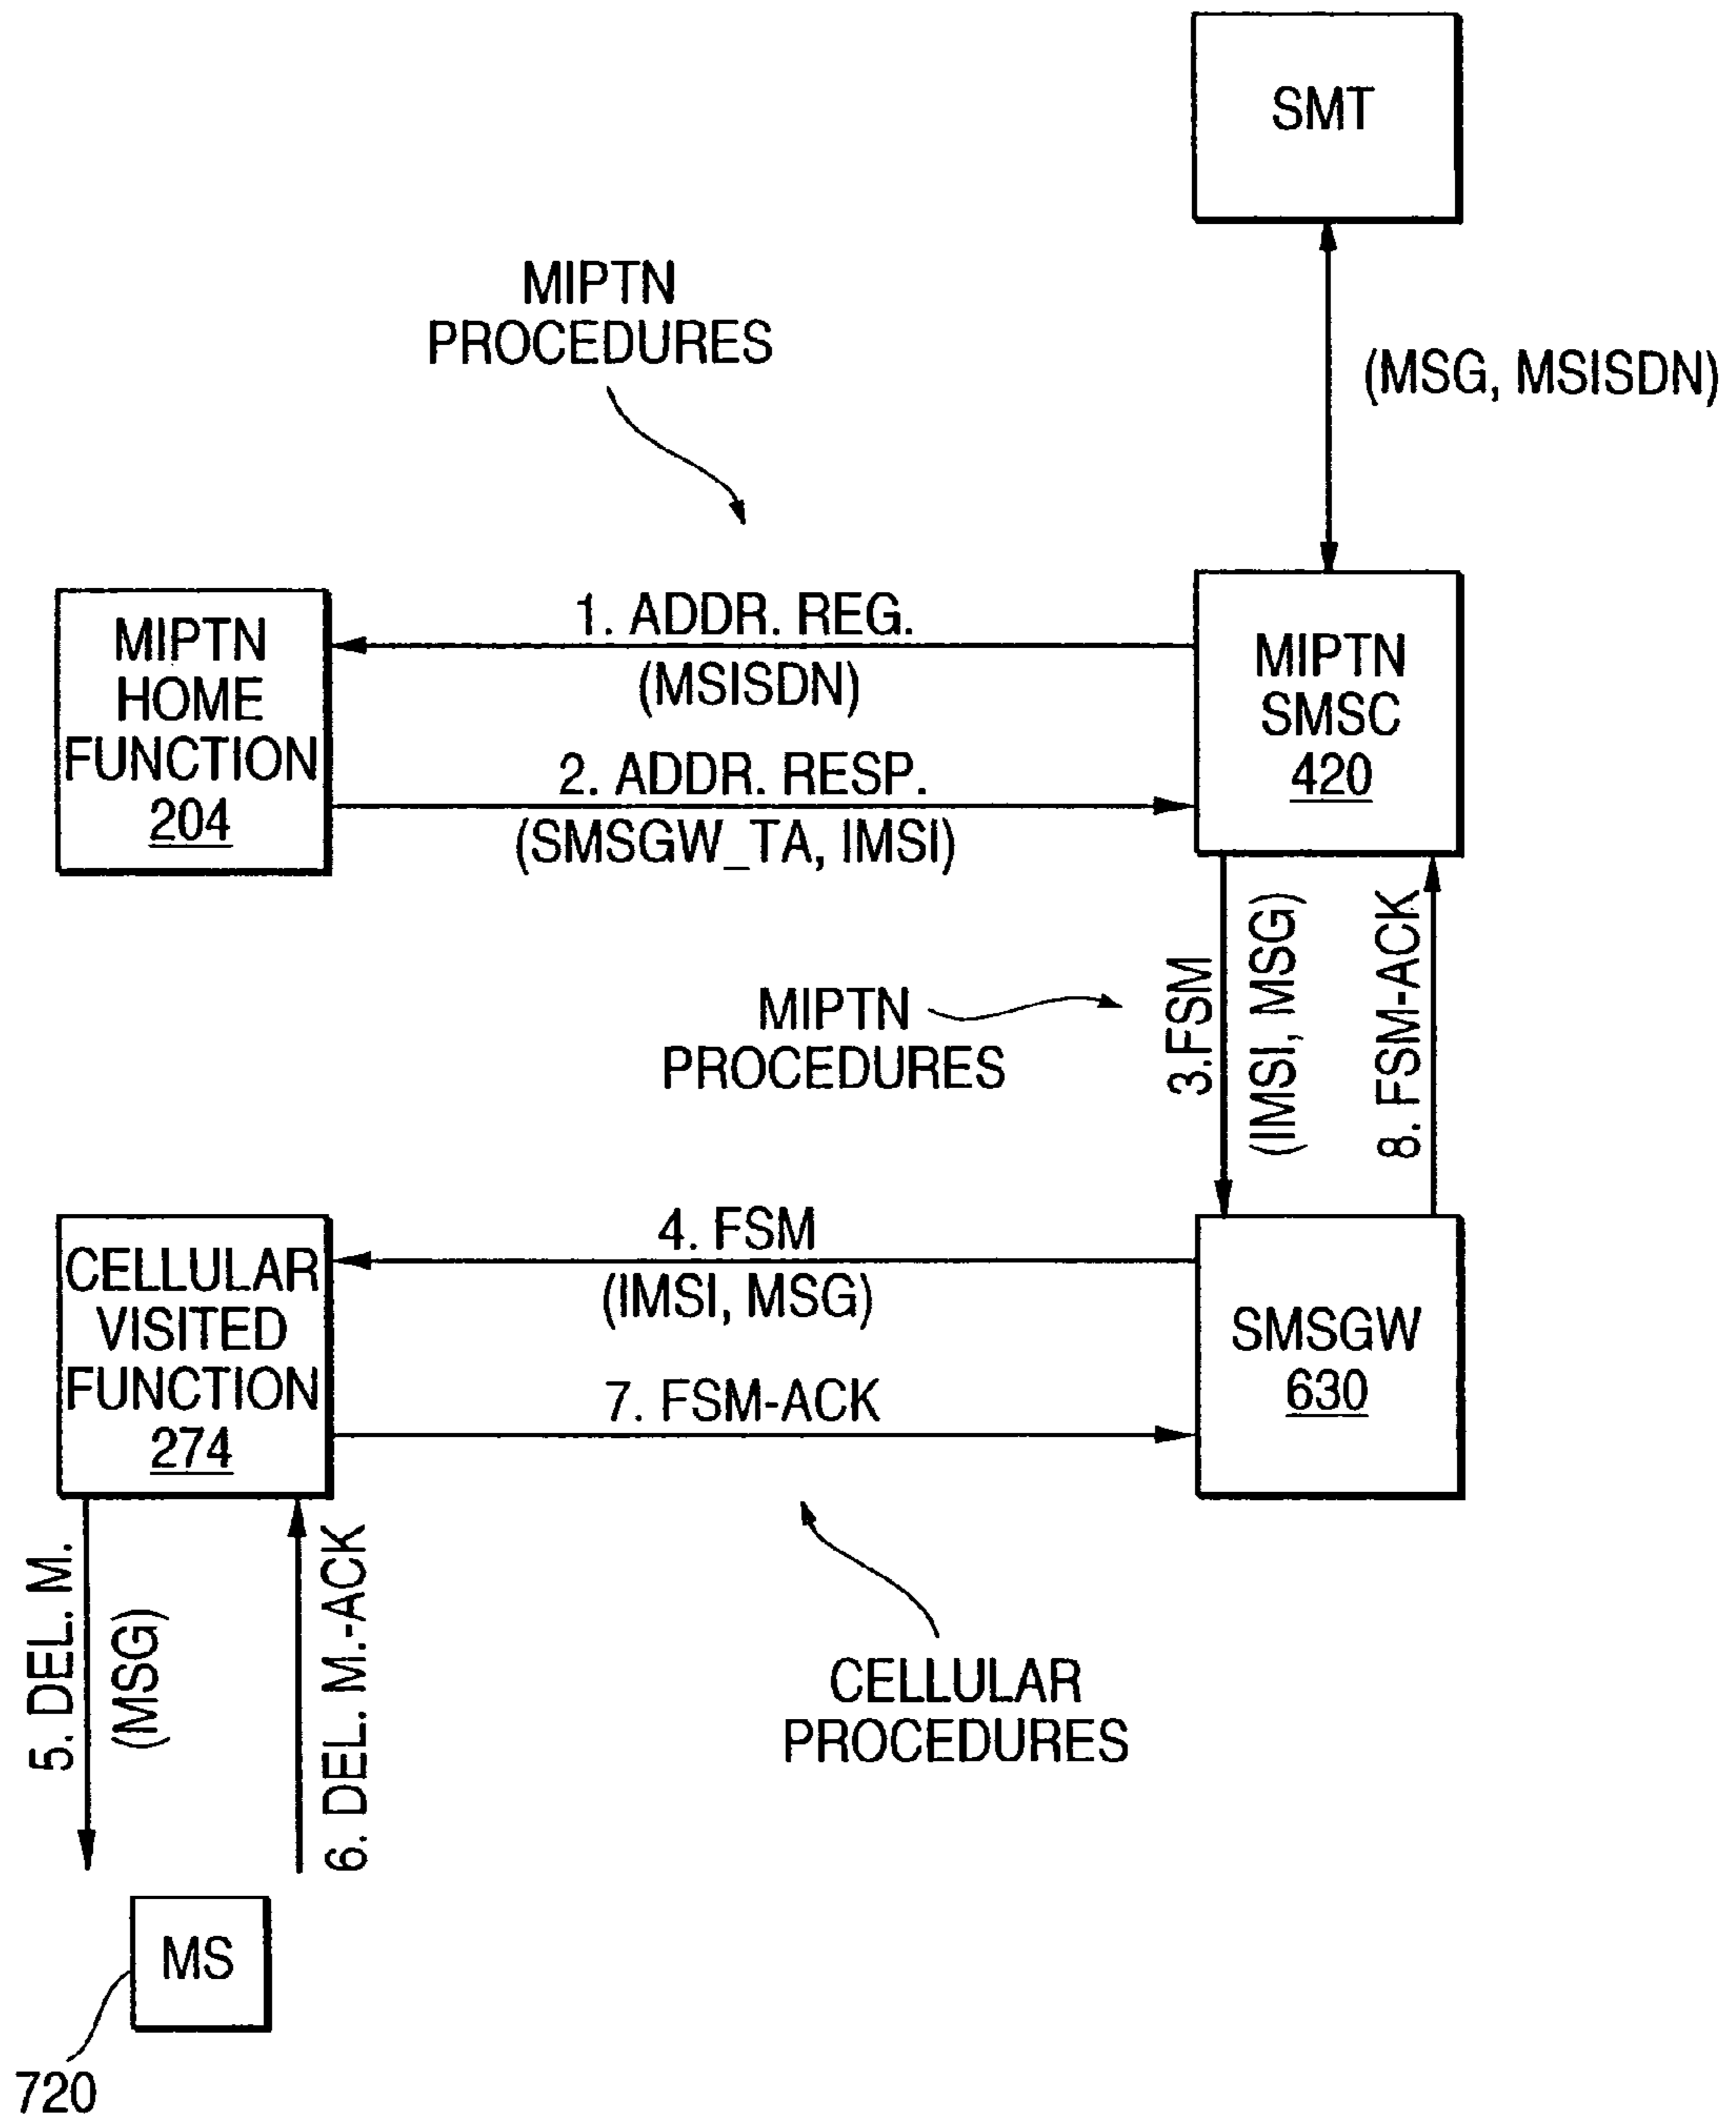 SMT
MIPTN
PROCEDURES
(MSG, MSISDN)
1. ADDR. REG.
(MSISDN)
MIPTN
HOME
FUNCTION
204
MIPTN
SMSC
420
2. ADDR. RESP.
(SMSGW_TA, IMSI)
3.FSM
(IMSI, MSG)
8. FSM-ACK
MIPTN
PROCEDURES
4. FSM
(IMSI, MSG)
CELLULAR
VISITED
FUNCTION
274
SMSGW
630
7. FSM-ACK
5. DEL. M.
(MSG)
6. DEL. M.-ACK
CELLULAR
PROCEDURES
MS
720